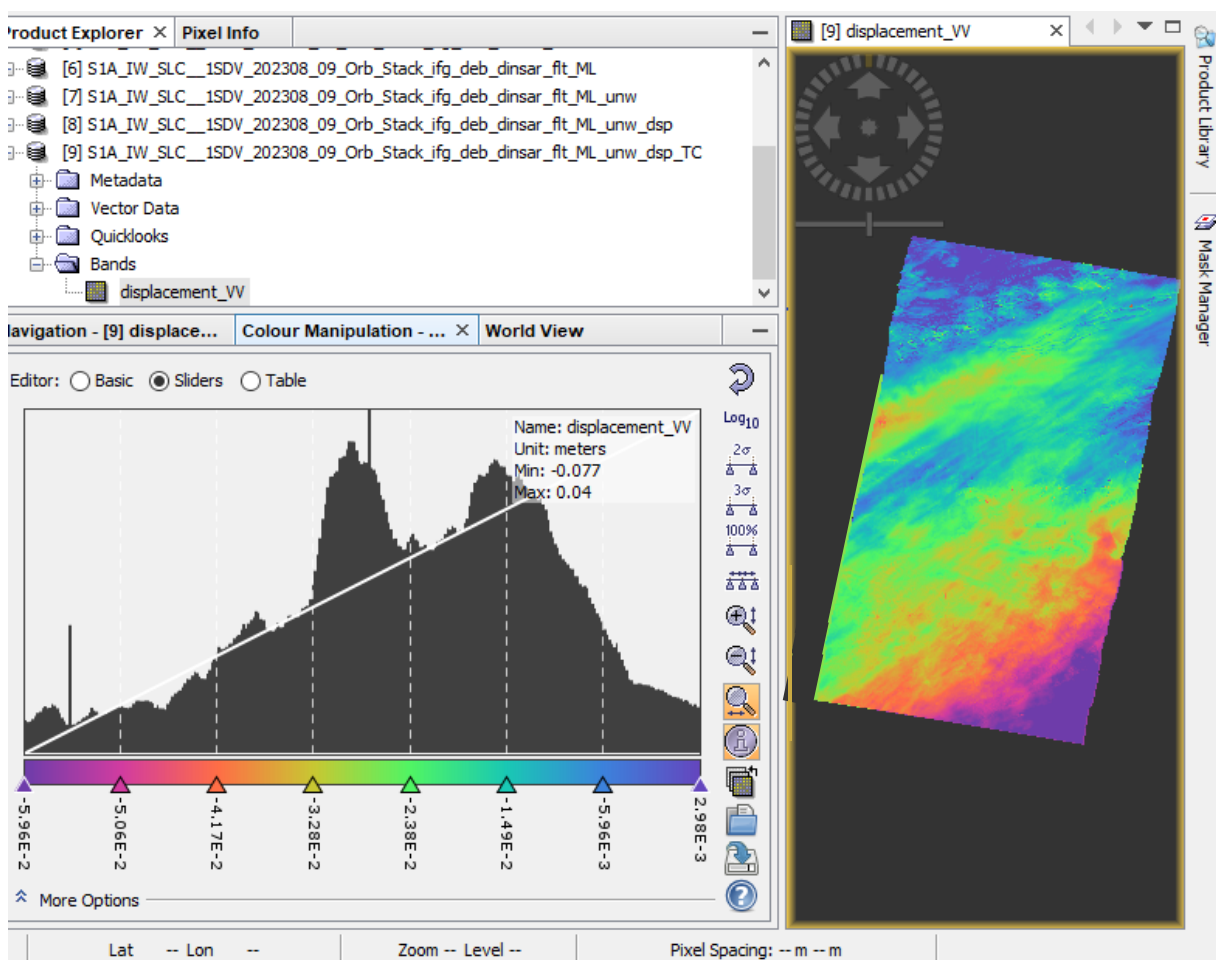 Product Explorer × Pixel Info
[6] S1A_IW_SLC__1SDV_202308_09_Orb_Stack_ifg_deb_dinsar_flt_ML
[7] S1A_IW_SLC__1SDV_202308_09_Orb_Stack_ifg_deb_dinsar_flt_ML_unw
[8] S1A_IW_SLC__1SDV_202308_09_Orb_Stack_ifg_deb_dinsar_flt_ML_unw_dsp
[9] S1A_IW_SLC__1SDV_202308_09_Orb_Stack_ifg_deb_dinsar_flt_ML_unw_dsp_TC
Metadata
Vector Data
Quicklooks
Bands
displacement_VV
Navigation - [9] displace... Colour Manipulation - ... × World View
Editor: Basic Sliders Table
Name: displacement_VV
Unit: meters
Min: -0.077
Max: 0.04
Log10
2σ
3σ
100%
-5.96E-2
-5.06E-2
-4.17E-2
-3.28E-2
-2.38E-2
-1.49E-2
-5.96E-3
2.98E-3
More Options
[9] displacement_VV ×
Product Library
Mask Manager
Lat -- Lon -- Zoom -- Level -- Pixel Spacing: -- m -- m